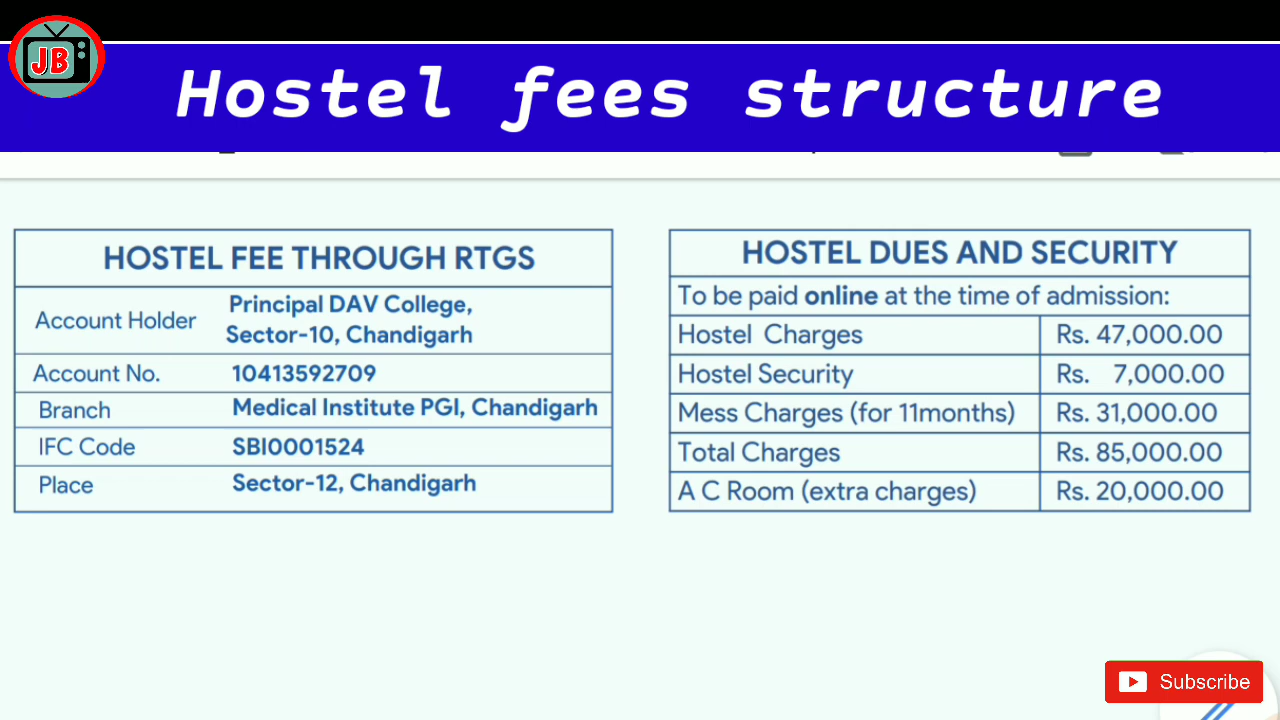 JB
Hostel fees structure
HOSTEL FEE THROUGH RTGS
Account Holder Principal DAV College,
Sector-10, Chandigarh
Account No. 10413592709
Branch Medical Institute PGI, Chandigarh
IFC Code SBI0001524
Place Sector-12, Chandigarh
HOSTEL DUES AND SECURITY
To be paid online at the time of admission:
Hostel Charges Rs. 47,000.00
Hostel Security Rs. 7,000.00
Mess Charges (for 11months) Rs. 31,000.00
Total Charges Rs. 85,000.00
A C Room (extra charges) Rs. 20,000.00
Subscribe